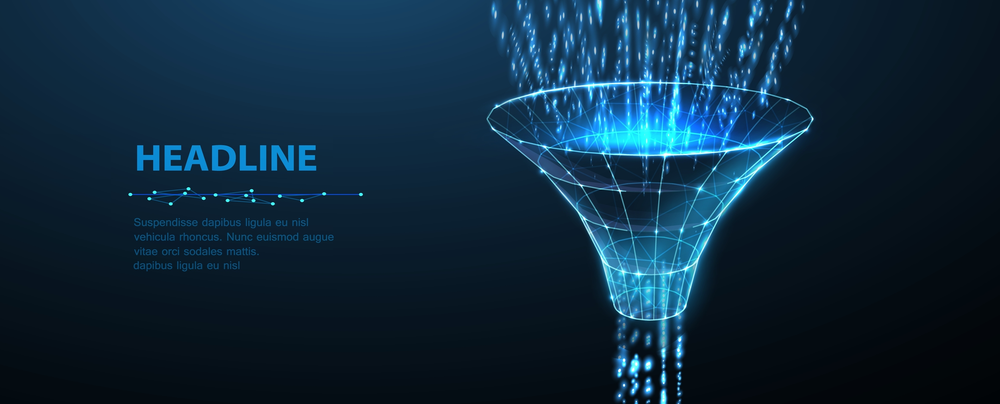 HEADLINE
Suspendisse dapibus ligula eu nisl
vehicula rhoncus. Nunc euismod augue
vitae orci sodales mattis.
dapibus ligula eu nisl